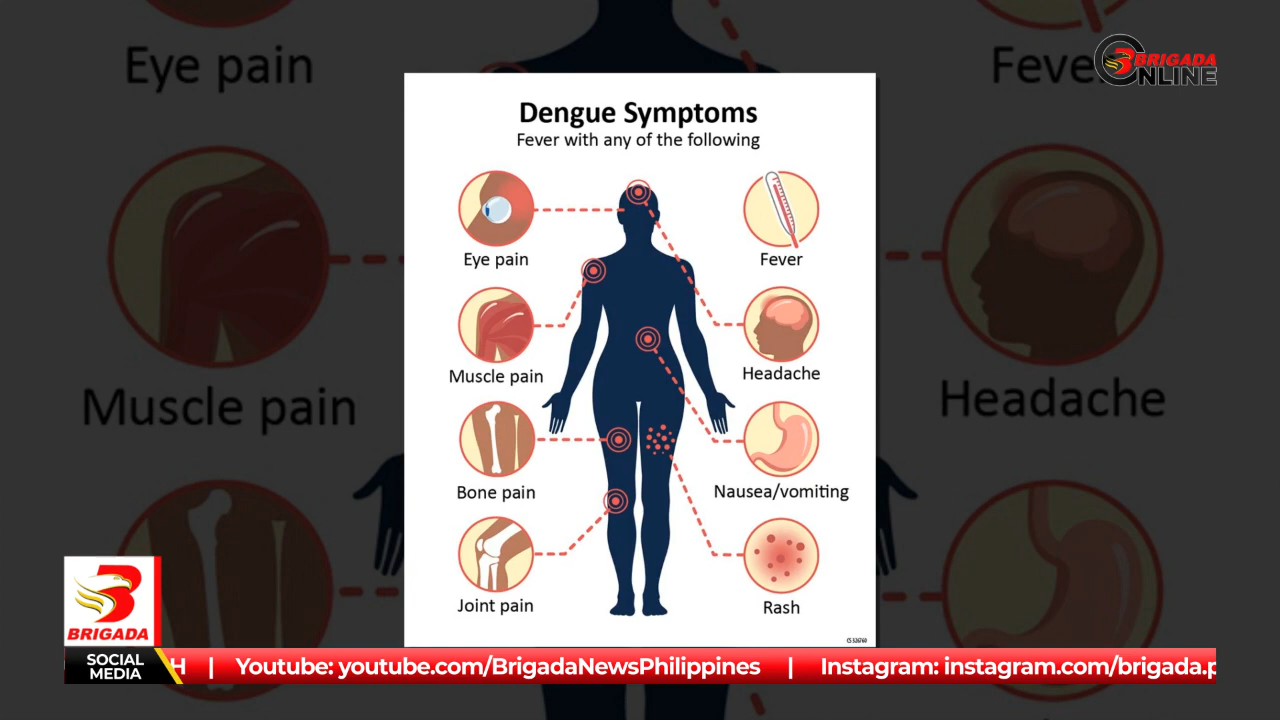 Eye pain
Fever
BRIGADA
ONLINE
Dengue Symptoms
Fever with any of the following
Eye pain
Fever
Muscle pain
Headache
Bone pain
Nausea/vomiting
Joint pain
Rash
CS 326760
Muscle pain
Headache
BRIGADA
SOCIAL
MEDIA
H | Youtube: youtube.com/BrigadaNewsPhilippines | Instagram: instagram.com/brigada.p